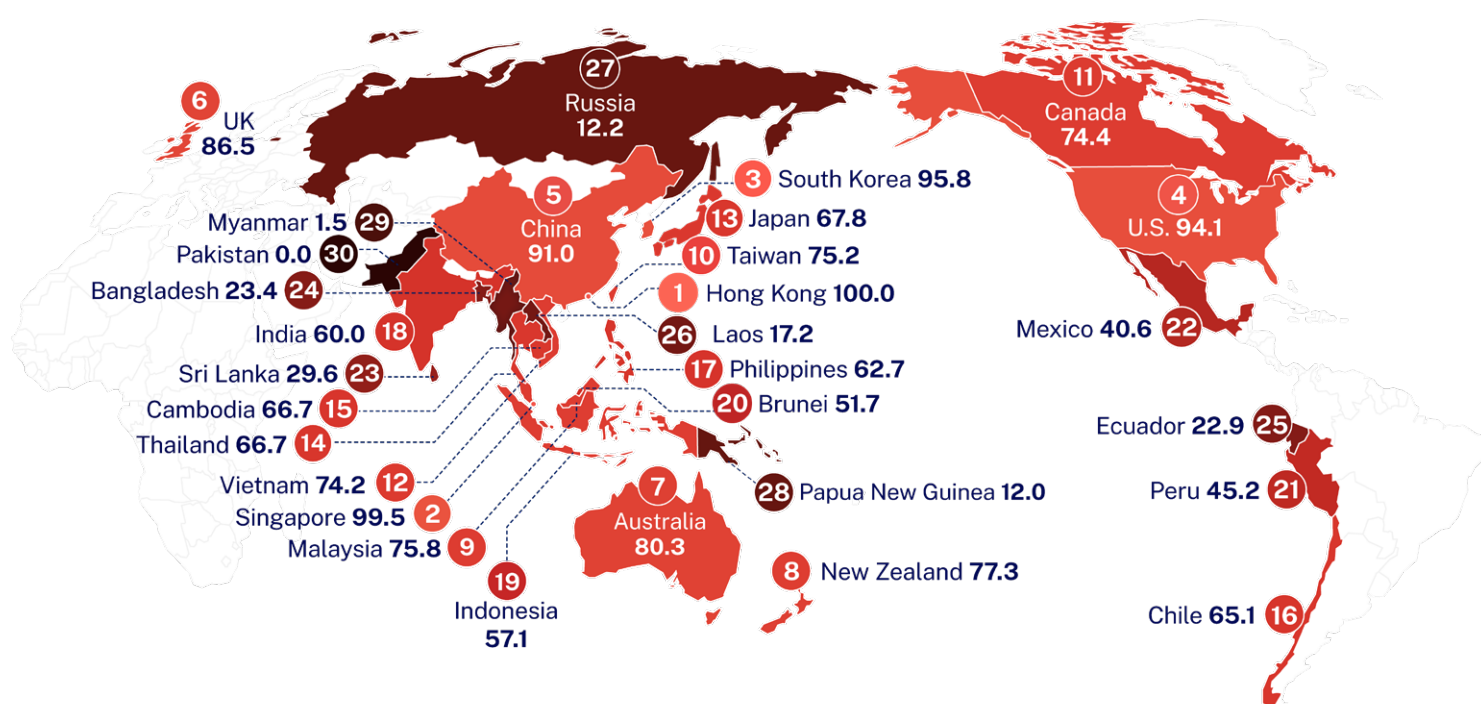 27
Russia
12.2
11
Canada
74.4
6
UK
86.5
3 South Korea 95.8
5
China
91.0
4
U.S. 94.1
Myanmar 1.5 29
13 Japan 67.8
Pakistan 0.0 30
10 Taiwan 75.2
Bangladesh 23.4 24
1 Hong Kong 100.0
India 60.0 18
26 Laos 17.2
Mexico 40.6 22
Sri Lanka 29.6 23
17 Philippines 62.7
Cambodia 66.7 15
20 Brunei 51.7
Thailand 66.7 14
Ecuador 22.9 25
Vietnam 74.2 12
28 Papua New Guinea 12.0
Peru 45.2 21
Singapore 99.5 2
7
Australia
80.3
Malaysia 75.8 9
19
Indonesia
57.1
8 New Zealand 77.3
Chile 65.1 16